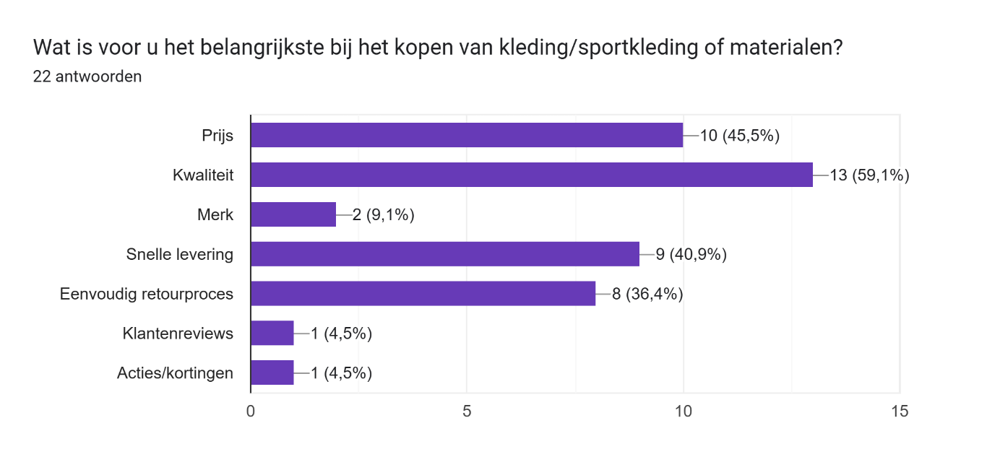 Wat is voor u het belangrijkste bij het kopen van kleding/sportkleding of materialen?
22 antwoorden
Prijs 10 (45,5%)
Kwaliteit 13 (59,1%)
Merk 2 (9,1%)
Snelle levering 9 (40,9%)
Eenvoudig retourproces 8 (36,4%)
Klantenreviews 1 (4,5%)
Acties/kortingen 1 (4,5%)
0 5 10 15